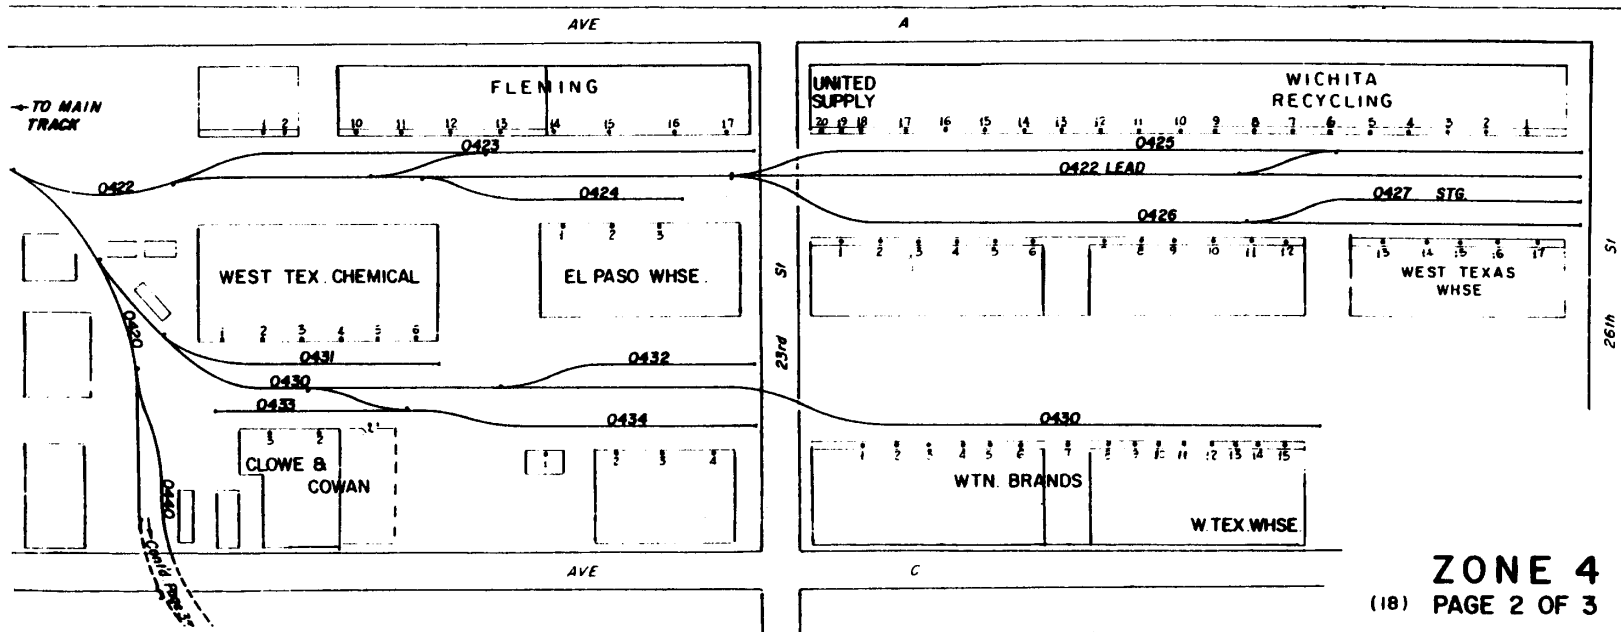 AVE A
FLEMING
UNITED
SUPPLY
WICHITA
RECYCLING
←TO MAIN
TRACK
1 2
10 11 12 13 14 15 16 17
20 19 18 17 16 15 14 13 12 11 10 9 8 7 6 5 4 3 2 1
0423
0425
0422
0422 LEAD
0424
0427 STG.
0426
1 2 3
1 2 3 4 5 6 8 9 10 11 12
13 14 15 16 17
WEST TEX. CHEMICAL
EL PASO WHSE.
23rd St
WEST TEXAS
WHSE
26th St
1 2 3 4 5 6
0420
0431
0432
0430
0433
0434
0430
3 2
1 2 3 4
1 2 3 4 5 6 7 8 9 10 11 12 13 14 15
CLOWE &
COWAN
WTN. BRANDS
W. TEX. WHSE.
0440
Cont'd Page 3
AVE C
ZONE 4
(18) PAGE 2 OF 3